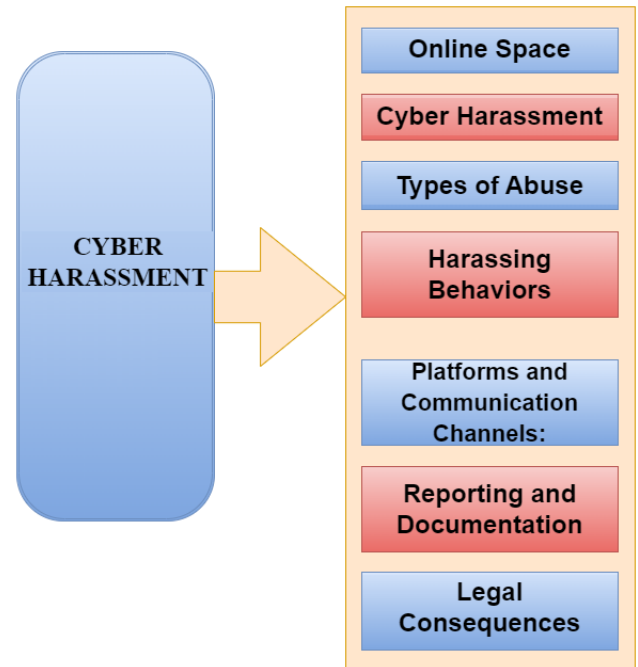 CYBER
HARASSMENT
Online Space
Cyber Harassment
Types of Abuse
Harassing
Behaviors
Platforms and
Communication
Channels:
Reporting and
Documentation
Legal
Consequences